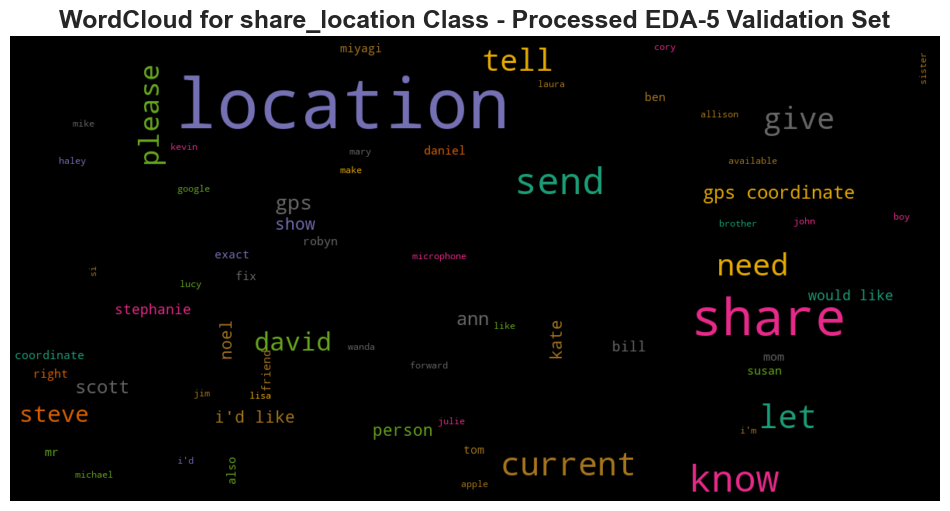 WordCloud for share_location Class - Processed EDA-5 Validation Set
miyagi
cory
tell
sister
please
location
laura
ben
give
allison
mike
kevin
mary
daniel
haley
make
available
google
send
gps coordinate
gps
show
brother
john
boy
robyn
exact
microphone
need
si
fix
lucy
would like
stephanie
share
noel
david
ann
like
kate
bill
coordinate
wanda
friend
forward
mom
right
susan
scott
jim
lisa
steve
i'd like
person
julie
let
i'm
mr
tom
i'd
also
current
know
michael
apple